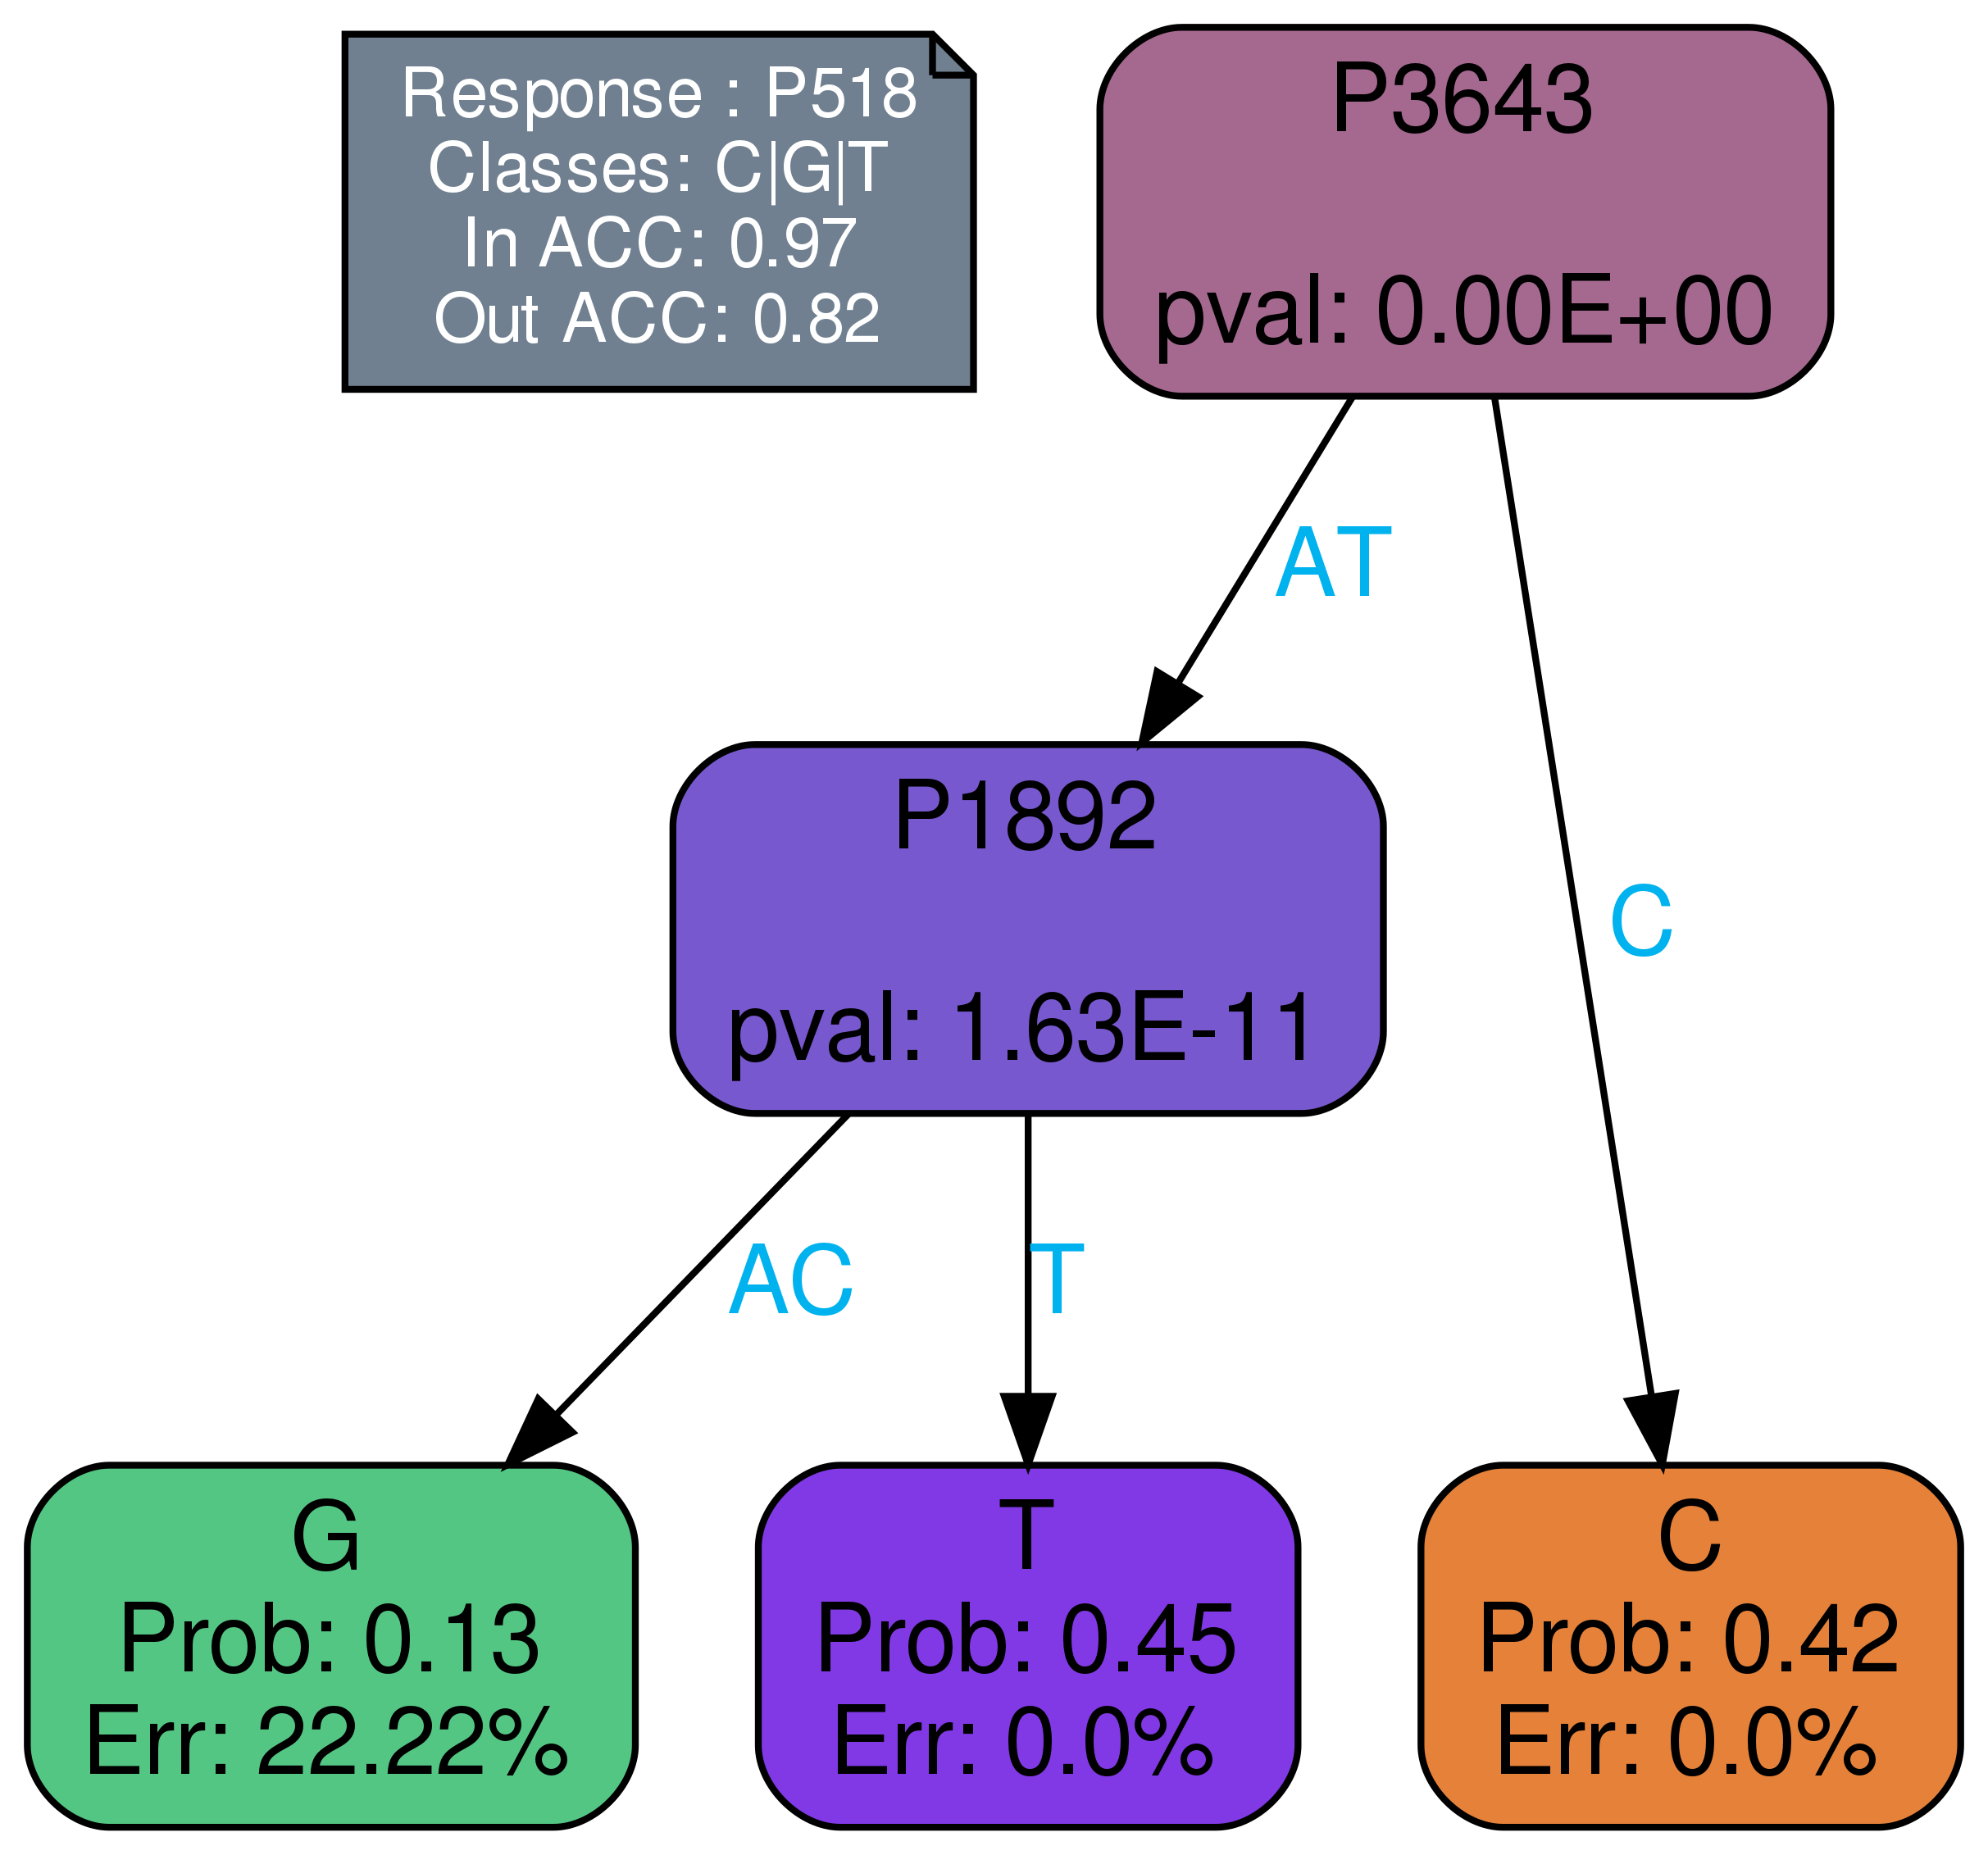 Response : P518
Classes: C|G|T
In ACC: 0.97
Out ACC: 0.82
P3643
pval: 0.00E+00
AT
C
P1892
pval: 1.63E-11
AC
T
G
Prob: 0.13
Err: 22.22%
T
Prob: 0.45
Err: 0.0%
C
Prob: 0.42
Err: 0.0%